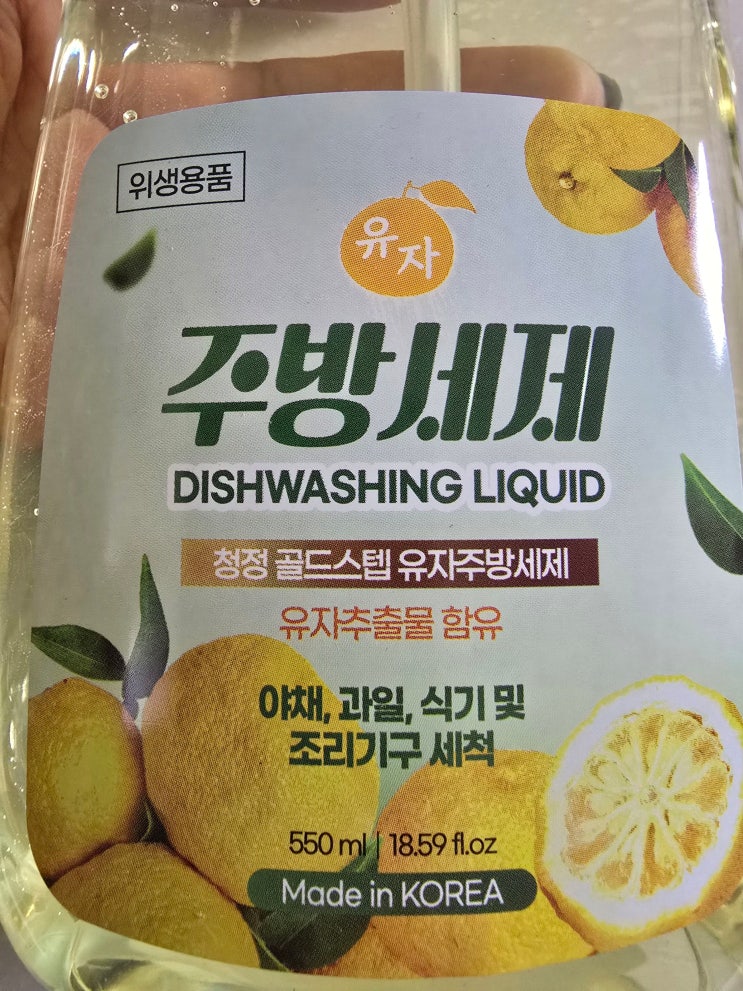 위생용품
유자
주방세제
DISHWASHING LIQUID
청정 골드스텝 유자주방세제
유자추출물 함유
야채, 과일, 식기 및
조리기구 세척
550 ml | 18.59 fl.oz
Made in KOREA